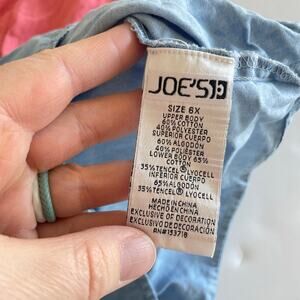 JOE'S
SIZE 6X
UPPER BODY
60% COTTON
40% POLYESTER
SUPERIOR CUERPO
60% ALGODÓN
40% POLIÉSTER
LOWER BODY 65%
COTTON
35%TENCEL® LYOCELL
INFERIOR CUERPO
65% ALGODÓN
35%TENCEL® LYOCELL
MADE IN CHINA
HECHO EN CHINA
EXCLUSIVE OF DECORATION
EXCLUSIVO DE DECORACIÓN
RN# 153718